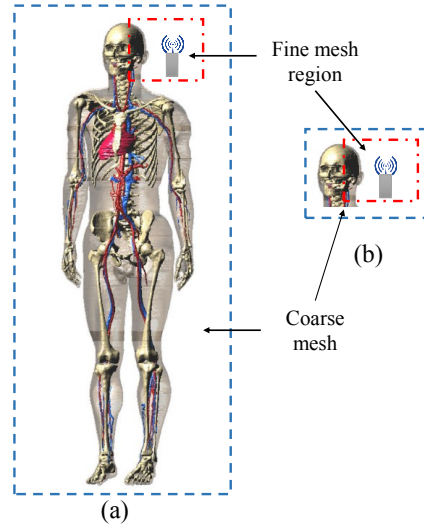 Fine mesh
region
(b)
Coarse
mesh
(a)